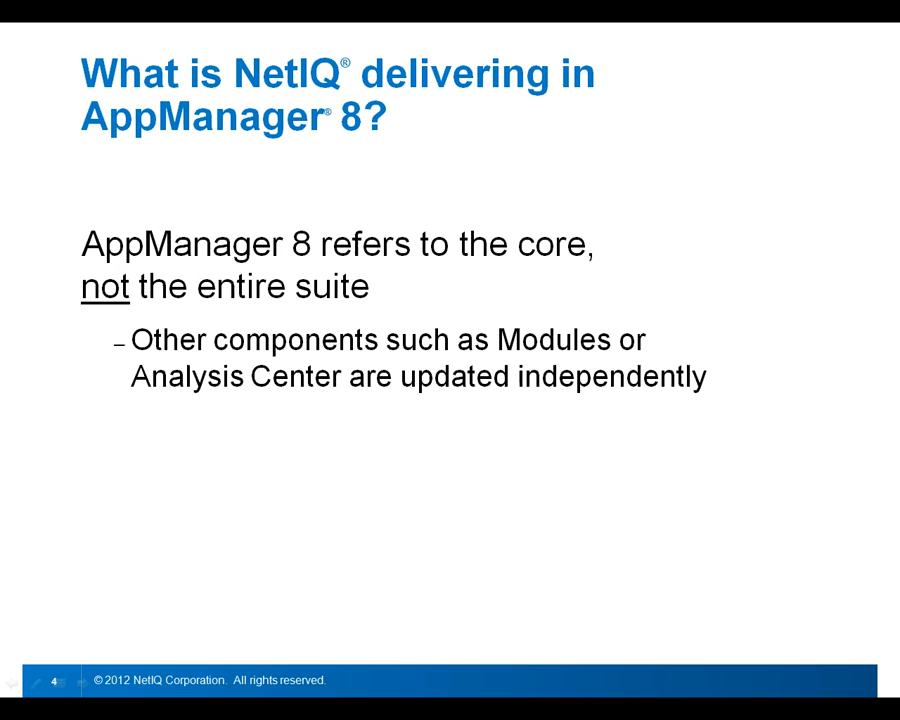 What is NetIQ® delivering in
AppManager® 8?
AppManager 8 refers to the core,
not the entire suite
– Other components such as Modules or
Analysis Center are updated independently
4 © 2012 NetIQ Corporation. All rights reserved.